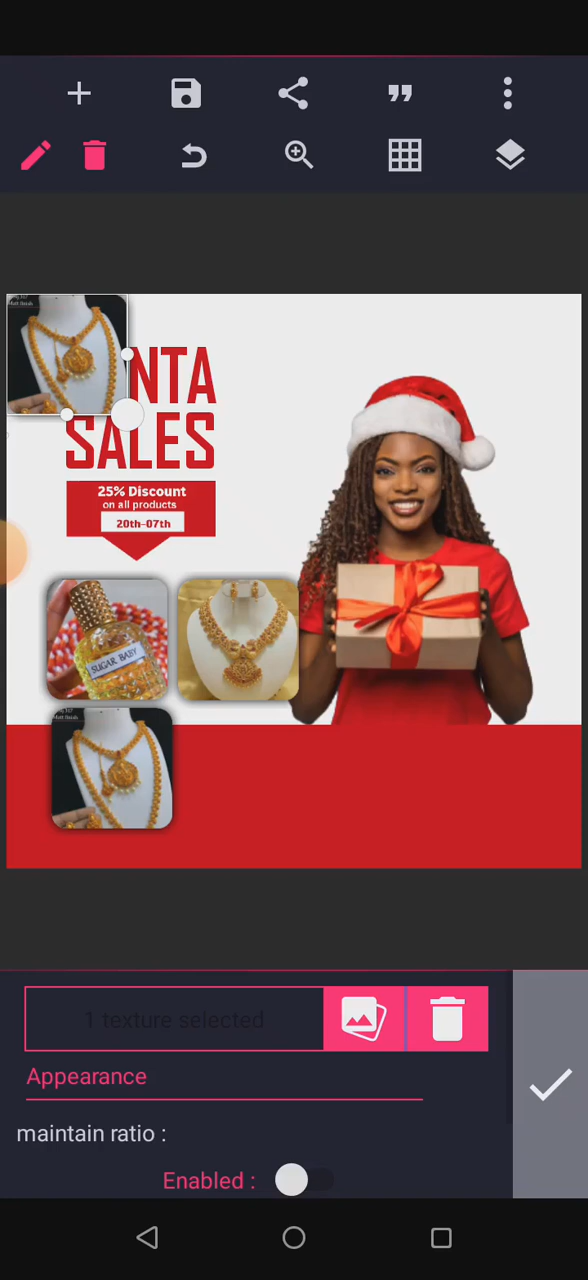 NTA
SALES
25% Discount
on all products
20th-07th
SUGAR BABY
1 texture selected
Appearance
maintain ratio :
Enabled :